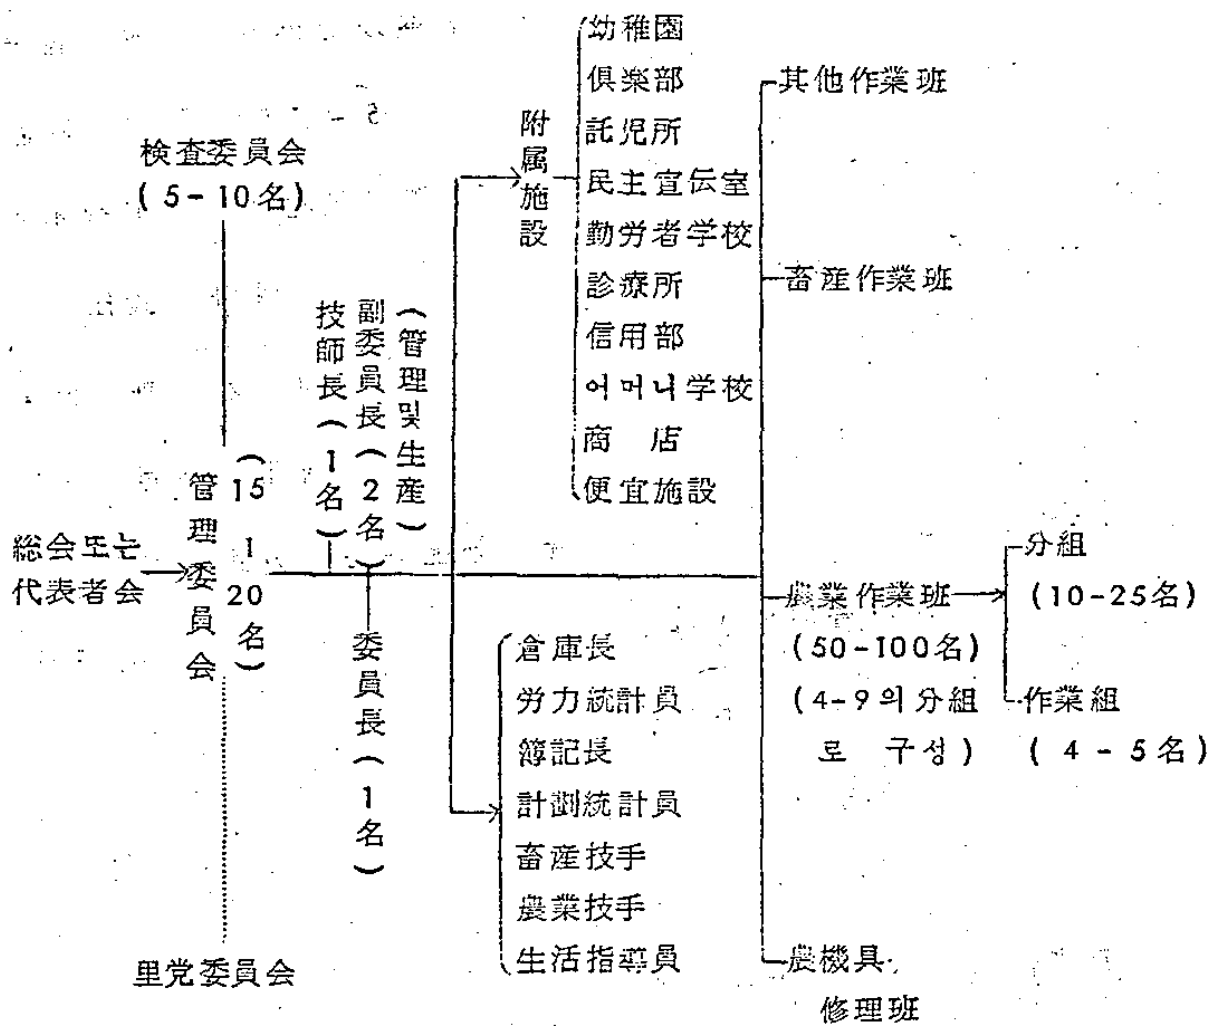 検査委員会
(5-10名)
総会또는
代表者会
管理委員会
(15 1 20名)
里党委員会
技師長(1名)
副委員長(2名)
(管理및生産)
委員長(1名)
附属施設
幼稚園
倶楽部
託児所
民主宣伝室
勤労者学校
診療所
信用部
어머니学校
商 店
便宜施設
倉庫長
労力統計員
簿記長
計劃統計員
畜産技手
農業技手
生活指導員
其他作業班
畜産作業班
農業作業班
(50-100名)
(4-9의分組
로 구성)
農機具
修理班
分組
(10-25名)
作業組
(4-5名)